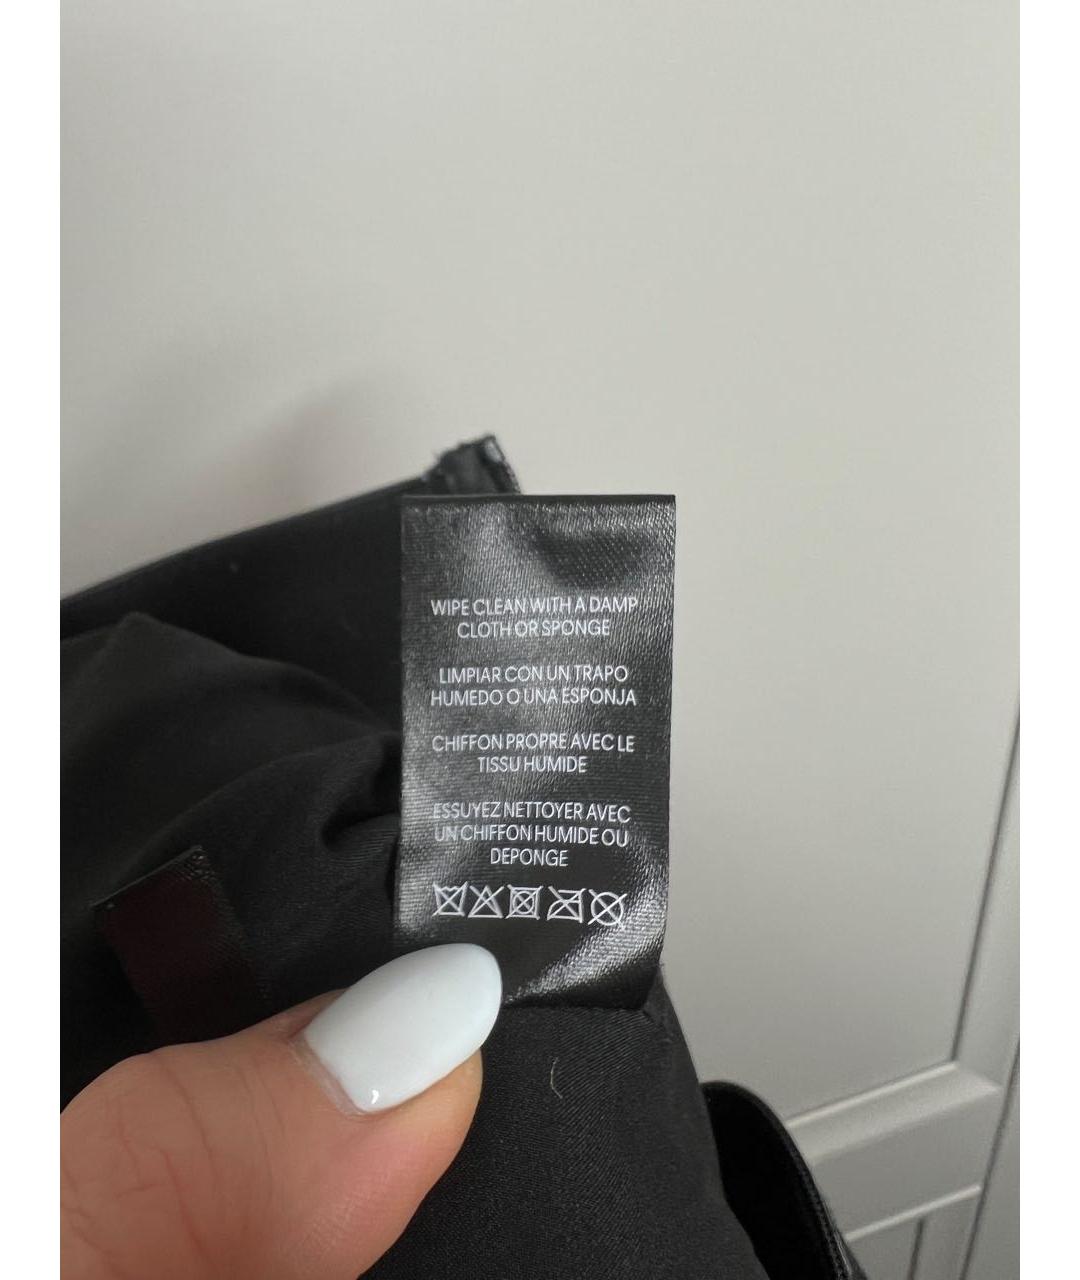 WIPE CLEAN WITH A DAMP
CLOTH OR SPONGE
LIMPIAR CON UN TRAPO
HUMEDO O UNA ESPONJA
CHIFFON PROPRE AVEC LE
TISSU HUMIDE
ESSUYEZ NETTOYER AVEC
UN CHIFFON HUMIDE OU
DEPONGE